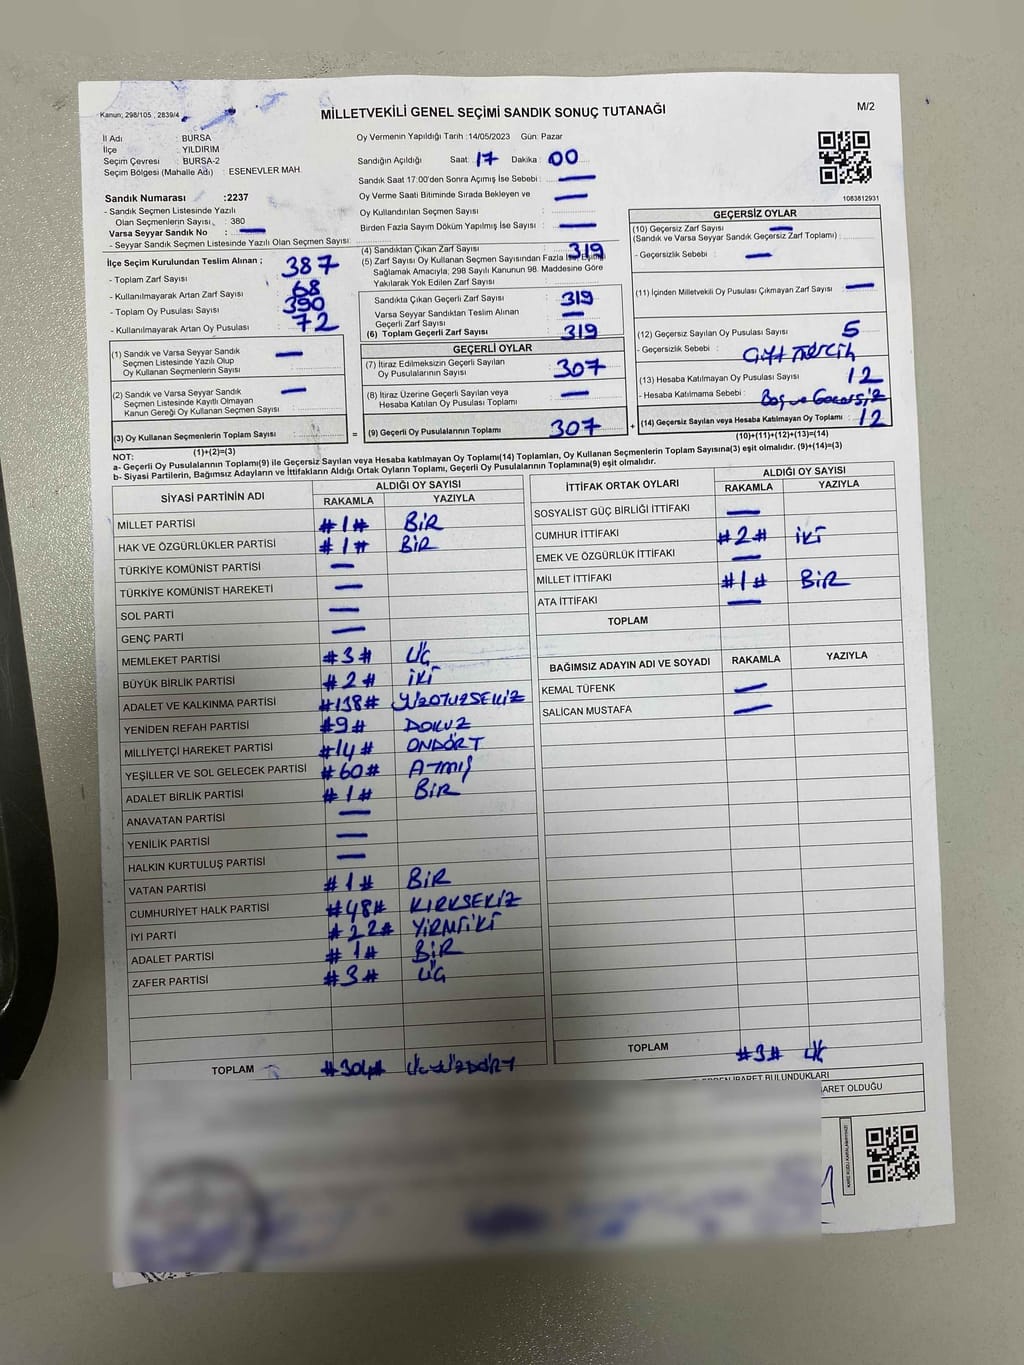 Kanun; 298/105 , 2839/4
MİLLETVEKİLİ GENEL SEÇİMİ SANDIK SONUÇ TUTANAĞI
M/2
İl Adı : BURSA
İlçe : YILDIRIM
Seçim Çevresi : BURSA-2
Seçim Bölgesi (Mahalle Adı) : ESENEVLER MAH.
Oy Vermenin Yapıldığı Tarih :14/05/2023 Gün: Pazar
Sandığın Açıldığı Saat : 17 Dakika : 00
Sandık Saat 17:00'den Sonra Açımış İse Sebebi : —
Oy Verme Saati Bitiminde Sırada Bekleyen ve —
Oy Kullandırılan Seçmen Sayısı :
Birden Fazla Sayım Döküm Yapılmış İse Sayısı : —
1083812931
Sandık Numarası :2237
- Sandık Seçmen Listesinde Yazılı
Olan Seçmenlerin Sayısı : 380
Varsa Seyyar Sandık No : —
- Seyyar Sandık Seçmen Listesinde Yazılı Olan Seçmen Sayısı:
İlçe Seçim Kurulundan Teslim Alınan ;
- Toplam Zarf Sayısı : 387
- Kullanılmayarak Artan Zarf Sayısı : 68
- Toplam Oy Pusulası Sayısı : 390
- Kullanılmayarak Artan Oy Pusulası : 72
(4) Sandıktan Çıkan Zarf Sayısı : 319
(5) Zarf Sayısı Oy Kullanan Seçmen Sayısından Fazla İse, Eşitliği
Sağlamak Amacıyla, 298 Sayılı Kanunun 98. Maddesine Göre
Yakılarak Yok Edilen Zarf Sayısı :
Sandıkta Çıkan Geçerli Zarf Sayısı : 319
Varsa Seyyar Sandıktan Teslim Alınan
Geçerli Zarf Sayısı : —
(6) Toplam Geçerli Zarf Sayısı : 319
GEÇERSİZ OYLAR
(10) Geçersiz Zarf Sayısı —
(Sandık ve Varsa Seyyar Sandık Geçersiz Zarf Toplamı) :
- Geçersizlik Sebebi : —
(11) İçinden Milletvekili Oy Pusulası Çıkmayan Zarf Sayısı : —
(12) Geçersiz Sayılan Oy Pusulası Sayısı : 5
- Geçersizlik Sebebi : Çift Tercih
(13) Hesaba Katılmayan Oy Pusulası Sayısı : 12
- Hesaba Katılmama Sebebi : Boş ve Geçersiz
(14) Geçersiz Sayılan veya Hesaba Katılmayan Oy Toplamı : 12
(10)+(11)+(12)+(13)=(14)
(1) Sandık ve Varsa Seyyar Sandık —
Seçmen Listesinde Yazılı Olup
Oy Kullanan Seçmenlerin Sayısı :
(2) Sandık ve Varsa Seyyar Sandık —
Seçmen Listesinde Kayıtlı Olmayan
Kanun Gereği Oy Kullanan Seçmen Sayısı :
(3) Oy Kullanan Seçmenlerin Toplam Sayısı :
(1)+(2)=(3)
GEÇERLİ OYLAR
(7) İtiraz Edilmeksizin Geçerli Sayılan
Oy Pusulalarının Sayısı : 307
(8) İtiraz Üzerine Geçerli Sayılan veya
Hesaba Katılan Oy Pusulası Toplamı : —
= (9) Geçerli Oy Pusulalarının Toplamı : 307 +
NOT:
a- Geçerli Oy Pusulalarının Toplamı(9) ile Geçersiz Sayılan veya Hesaba Katılmayan Oy Toplamı(14) Toplamları, Oy Kullanan Seçmenlerin Toplam Sayısına(3) eşit olmalıdır. (9)+(14)=(3)
b- Siyasi Partilerin, Bağımsız Adayların ve İttifakların Aldığı Ortak Oyların Toplamı, Geçerli Oy Pusulalarının Toplamına(9) eşit olmalıdır.
SİYASİ PARTİNİN ADI ALDIĞI OY SAYISI
RAKAMLA YAZIYLA
MİLLET PARTİSİ #1# BİR
HAK VE ÖZGÜRLÜKLER PARTİSİ #1# BİR
TÜRKİYE KOMÜNİST PARTİSİ —
TÜRKİYE KOMÜNİST HAREKETİ —
SOL PARTİ —
GENÇ PARTİ —
MEMLEKET PARTİSİ #3# ÜÇ
BÜYÜK BİRLİK PARTİSİ #2# İKİ
ADALET VE KALKINMA PARTİSİ #138# YÜZOTUZSEKİZ
YENİDEN REFAH PARTİSİ #9# DOKUZ
MİLLİYETÇİ HAREKET PARTİSİ #14# ONDÖRT
YEŞİLLER VE SOL GELECEK PARTİSİ #60# ATMIŞ
ADALET BİRLİK PARTİSİ #1# BİR
ANAVATAN PARTİSİ —
YENİLİK PARTİSİ —
HALKIN KURTULUŞ PARTİSİ —
VATAN PARTİSİ #1# BİR
CUMHURİYET HALK PARTİSİ #48# KIRKSEKİZ
İYİ PARTİ #22# YİRMİİKİ
ADALET PARTİSİ #1# BİR
ZAFER PARTİSİ #3# ÜÇ
TOPLAM #304# ÜÇYÜZDÖRT
İTTİFAK ORTAK OYLARI ALDIĞI OY SAYISI
RAKAMLA YAZIYLA
SOSYALİST GÜÇ BİRLİĞİ İTTİFAKI —
CUMHUR İTTİFAKI #2# İKİ
EMEK VE ÖZGÜRLÜK İTTİFAKI —
MİLLET İTTİFAKI #1# BİR
ATA İTTİFAKI —
TOPLAM
BAĞIMSIZ ADAYIN ADI VE SOYADI RAKAMLA YAZIYLA
KEMAL TÜFENK —
SALİCAN MUSTAFA —
TOPLAM #3# ÜÇ
BULUNDUKLARI
OLDUĞU